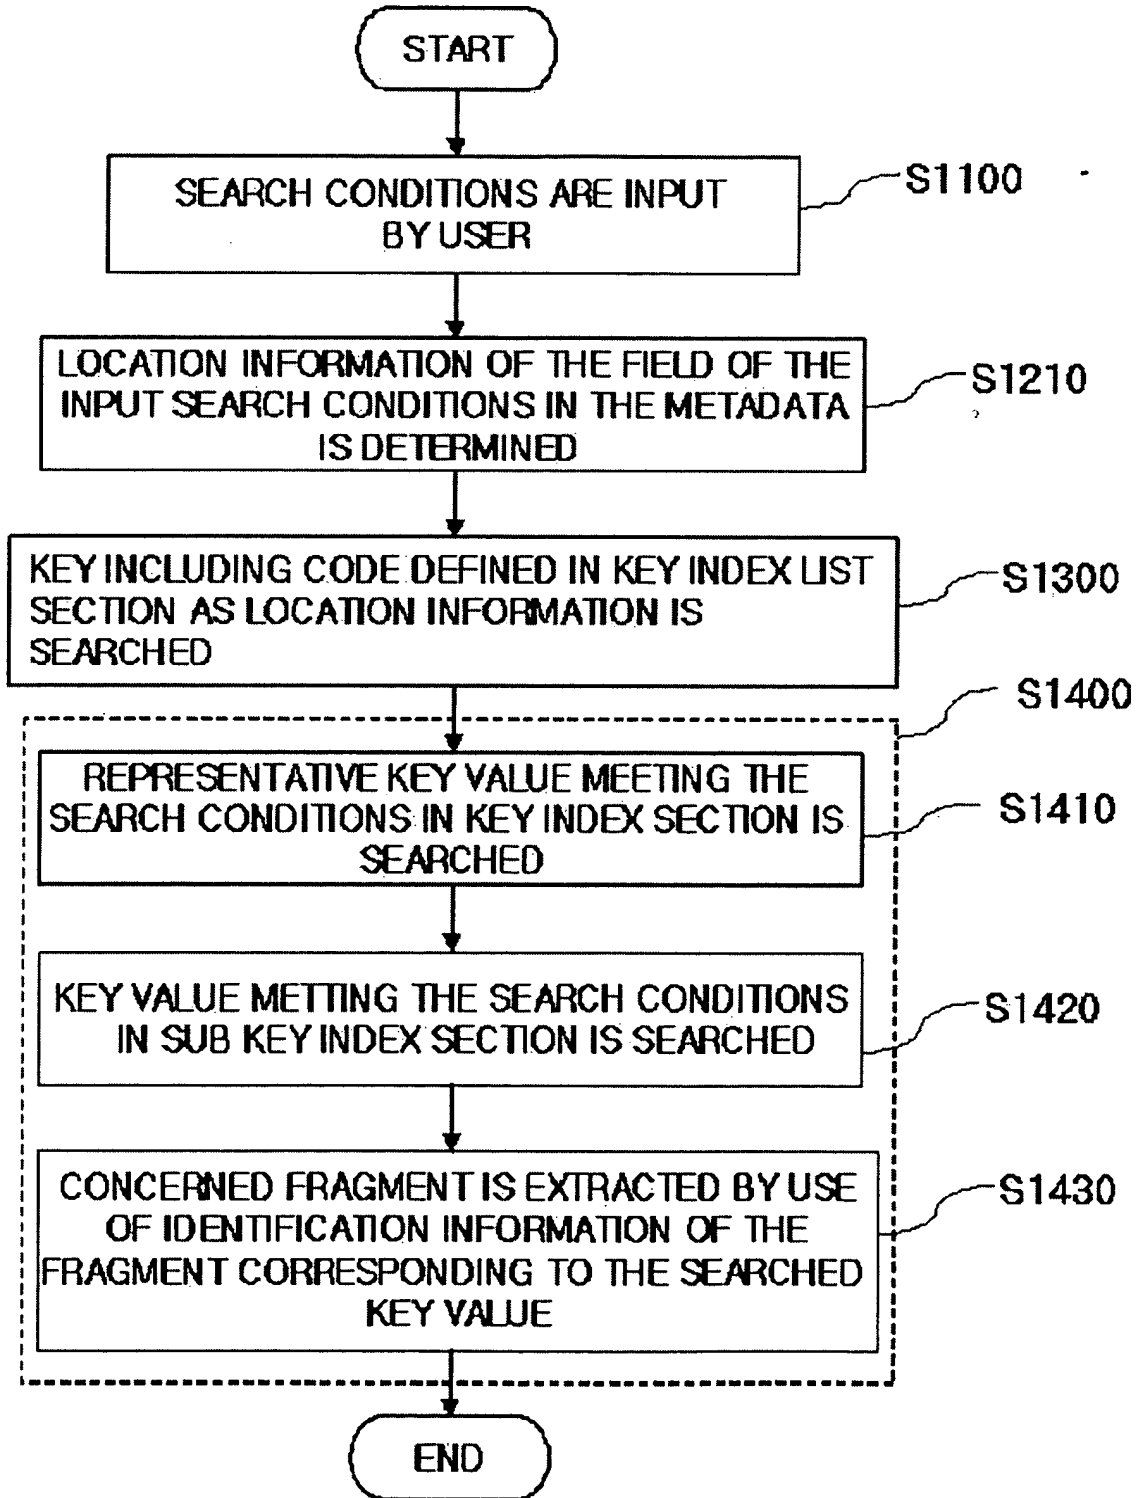 START
SEARCH CONDITIONS ARE INPUT
BY USER
S1100
LOCATION INFORMATION OF THE FIELD OF THE
INPUT SEARCH CONDITIONS IN THE METADATA
IS DETERMINED
S1210
KEY INCLUDING CODE DEFINED IN KEY INDEX LIST
SECTION AS LOCATION INFORMATION IS
SEARCHED
S1300
S1400
REPRESENTATIVE KEY VALUE MEETING THE
SEARCH CONDITIONS IN KEY INDEX SECTION IS
SEARCHED
S1410
KEY VALUE METTING THE SEARCH CONDITIONS
IN SUB KEY INDEX SECTION IS SEARCHED
S1420
CONCERNED FRAGMENT IS EXTRACTED BY USE
OF IDENTIFICATION INFORMATION OF THE
FRAGMENT CORRESPONDING TO THE SEARCHED
KEY VALUE
S1430
END